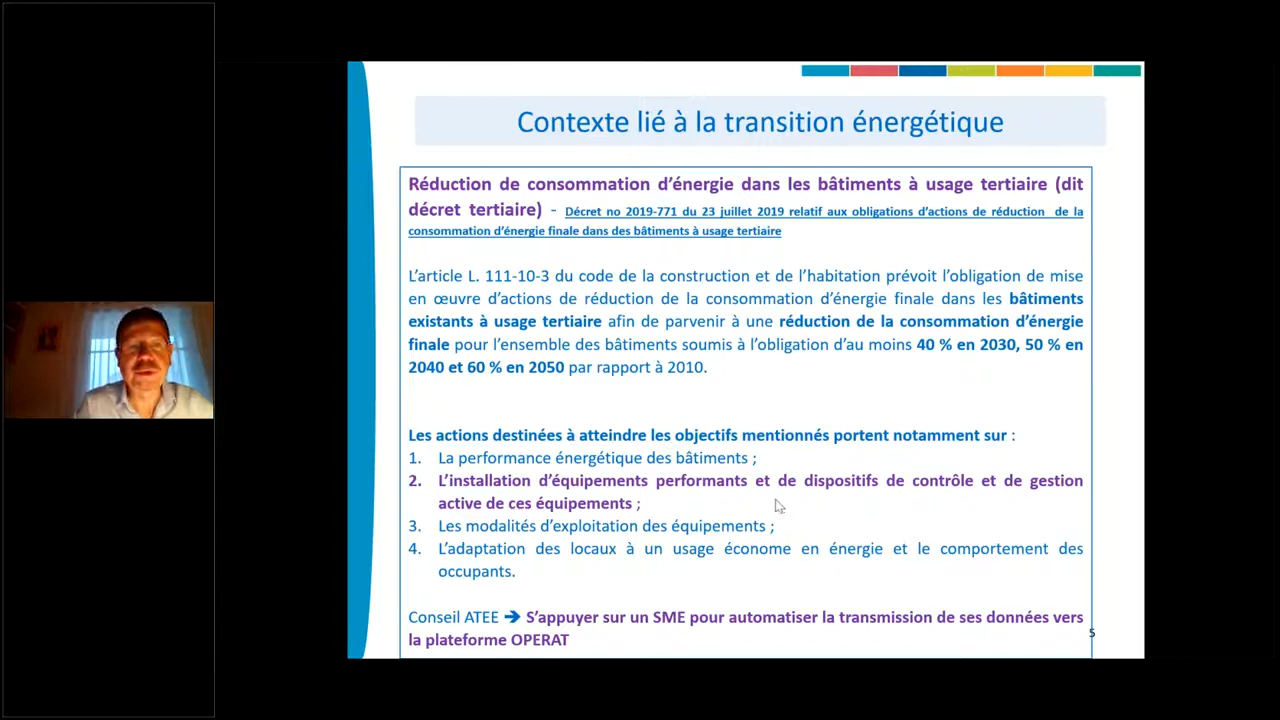 Contexte lié à la transition énergétique
Réduction de consommation d'énergie dans les bâtiments à usage tertiaire (dit
décret tertiaire) - Décret no 2019-771 du 23 juillet 2019 relatif aux obligations d'actions de réduction de la
consommation d'énergie finale dans des bâtiments à usage tertiaire
L'article L. 111-10-3 du code de la construction et de l'habitation prévoit l'obligation de mise
en œuvre d'actions de réduction de la consommation d'énergie finale dans les bâtiments
existants à usage tertiaire afin de parvenir à une réduction de la consommation d'énergie
finale pour l'ensemble des bâtiments soumis à l'obligation d'au moins 40 % en 2030, 50 % en
2040 et 60 % en 2050 par rapport à 2010.
Les actions destinées à atteindre les objectifs mentionnés portent notamment sur :
1. La performance énergétique des bâtiments ;
2. L'installation d'équipements performants et de dispositifs de contrôle et de gestion
active de ces équipements ;
3. Les modalités d'exploitation des équipements ;
4. L'adaptation des locaux à un usage économe en énergie et le comportement des
occupants.
Conseil ATEE ➔ S'appuyer sur un SME pour automatiser la transmission de ses données vers
la plateforme OPERAT
5